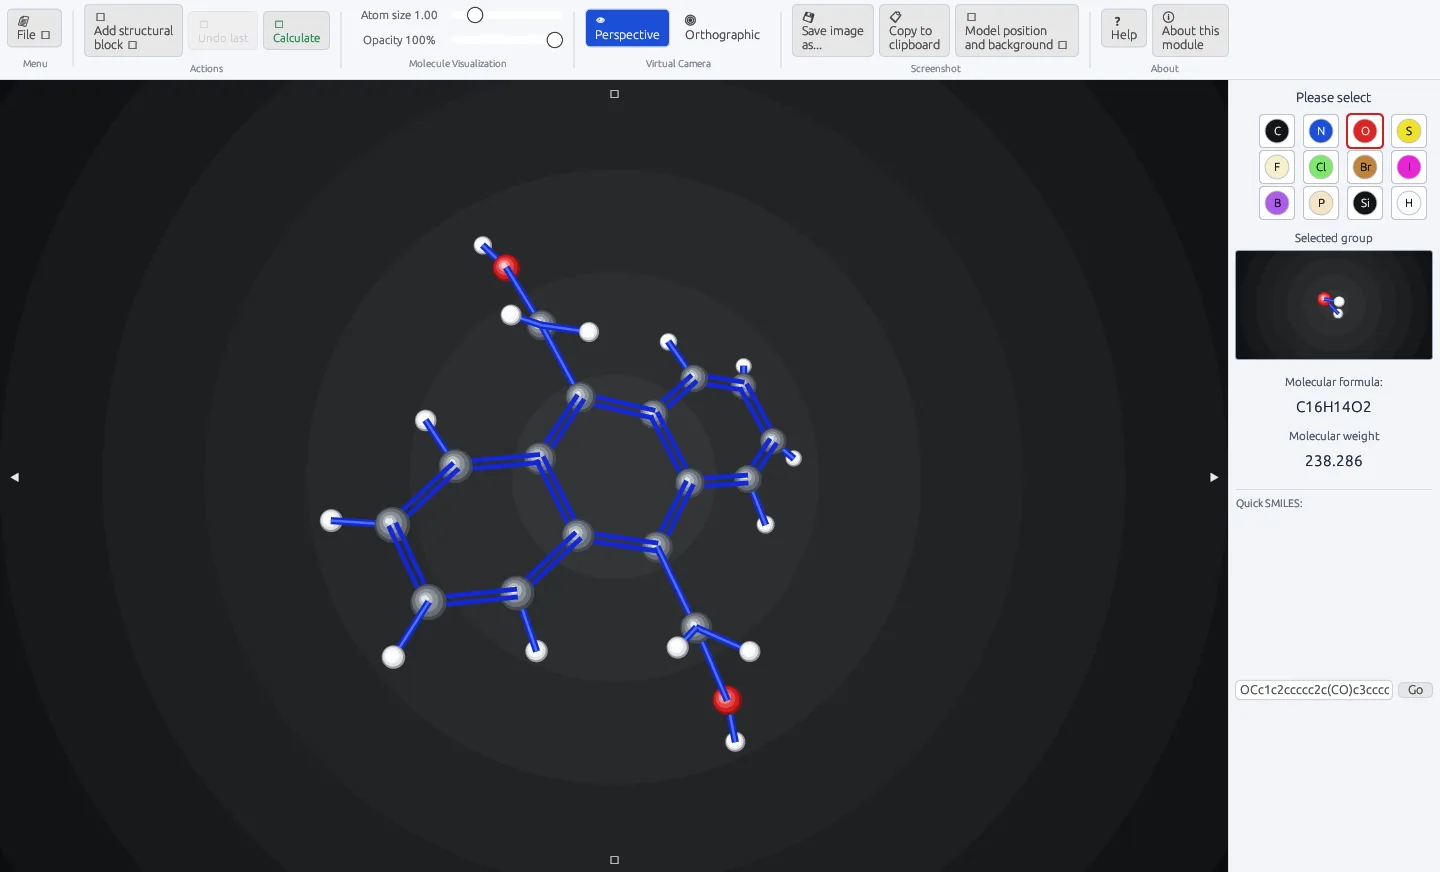 File
Menu
Add structural
block
Undo last
Calculate
Actions
Atom size 1.00
Opacity 100%
Molecule Visualization
Perspective
Orthographic
Virtual Camera
Save image
as...
Copy to
clipboard
Model position
and background
Screenshot
?
Help
About this
module
About
Please select
C N O S
F Cl Br I
B P Si H
Selected group
Molecular formula:
C16H14O2
Molecular weight
238.286
Quick SMILES:
OCc1c2ccccc2c(CO)c3cccc
Go